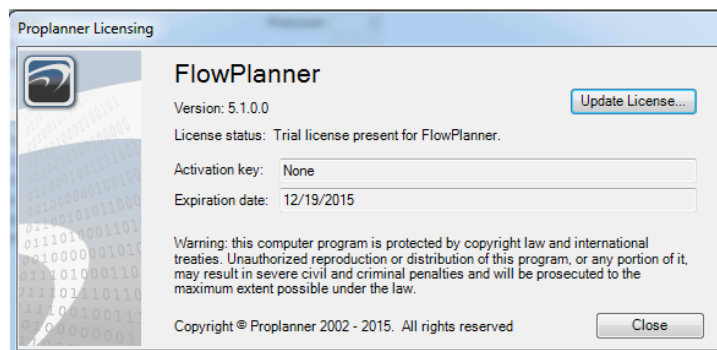 Proplanner Licensing
FlowPlanner
Version: 5.1.0.0
Update License...
License status: Trial license present for FlowPlanner.
Activation key: None
Expiration date: 12/19/2015
Warning: this computer program is protected by copyright law and international
treaties. Unauthorized reproduction or distribution of this program, or any portion of it,
may result in severe civil and criminal penalties and will be prosecuted to the
maximum extent possible under the law.
Copyright © Proplanner 2002 - 2015. All rights reserved
Close